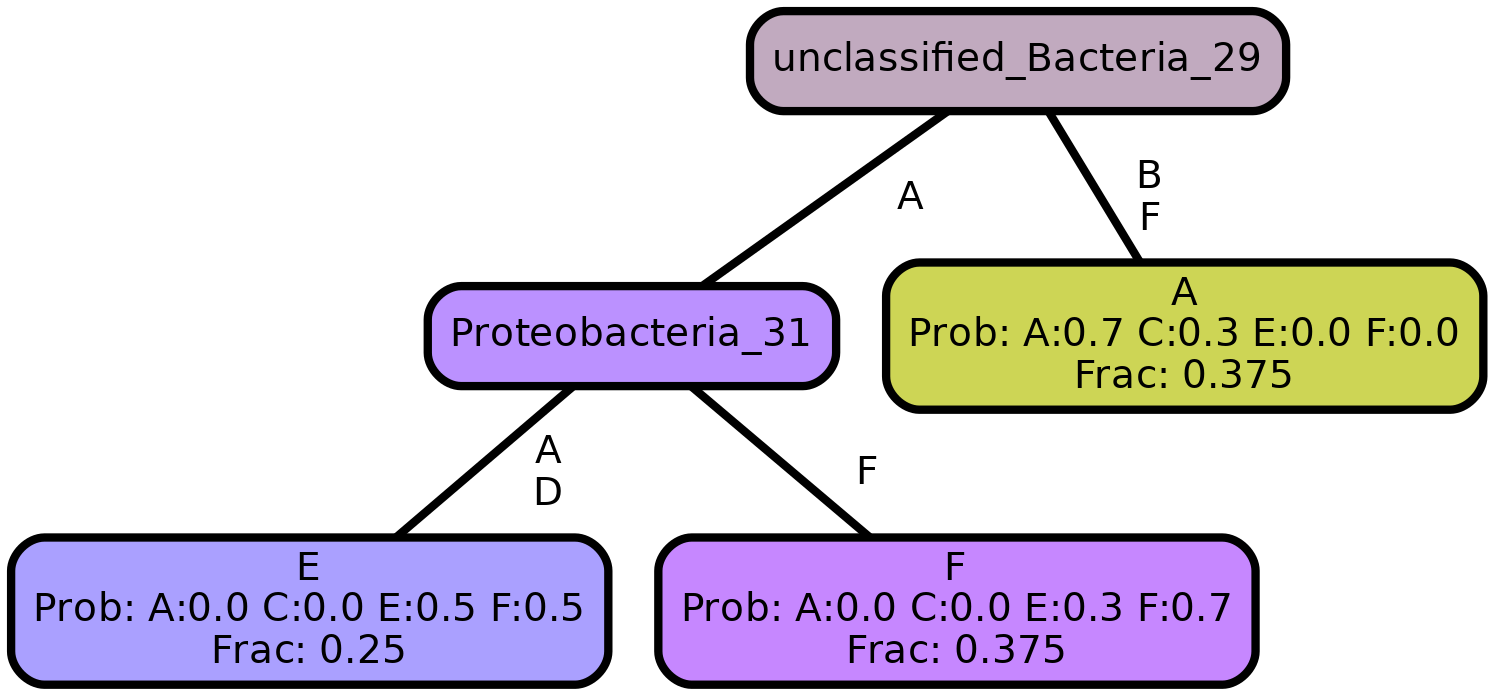 unclassified_Bacteria_29
A
B
F
Proteobacteria_31
A
Prob: A:0.7 C:0.3 E:0.0 F:0.0
Frac: 0.375
A
D
F
E
Prob: A:0.0 C:0.0 E:0.5 F:0.5
Frac: 0.25
F
Prob: A:0.0 C:0.0 E:0.3 F:0.7
Frac: 0.375